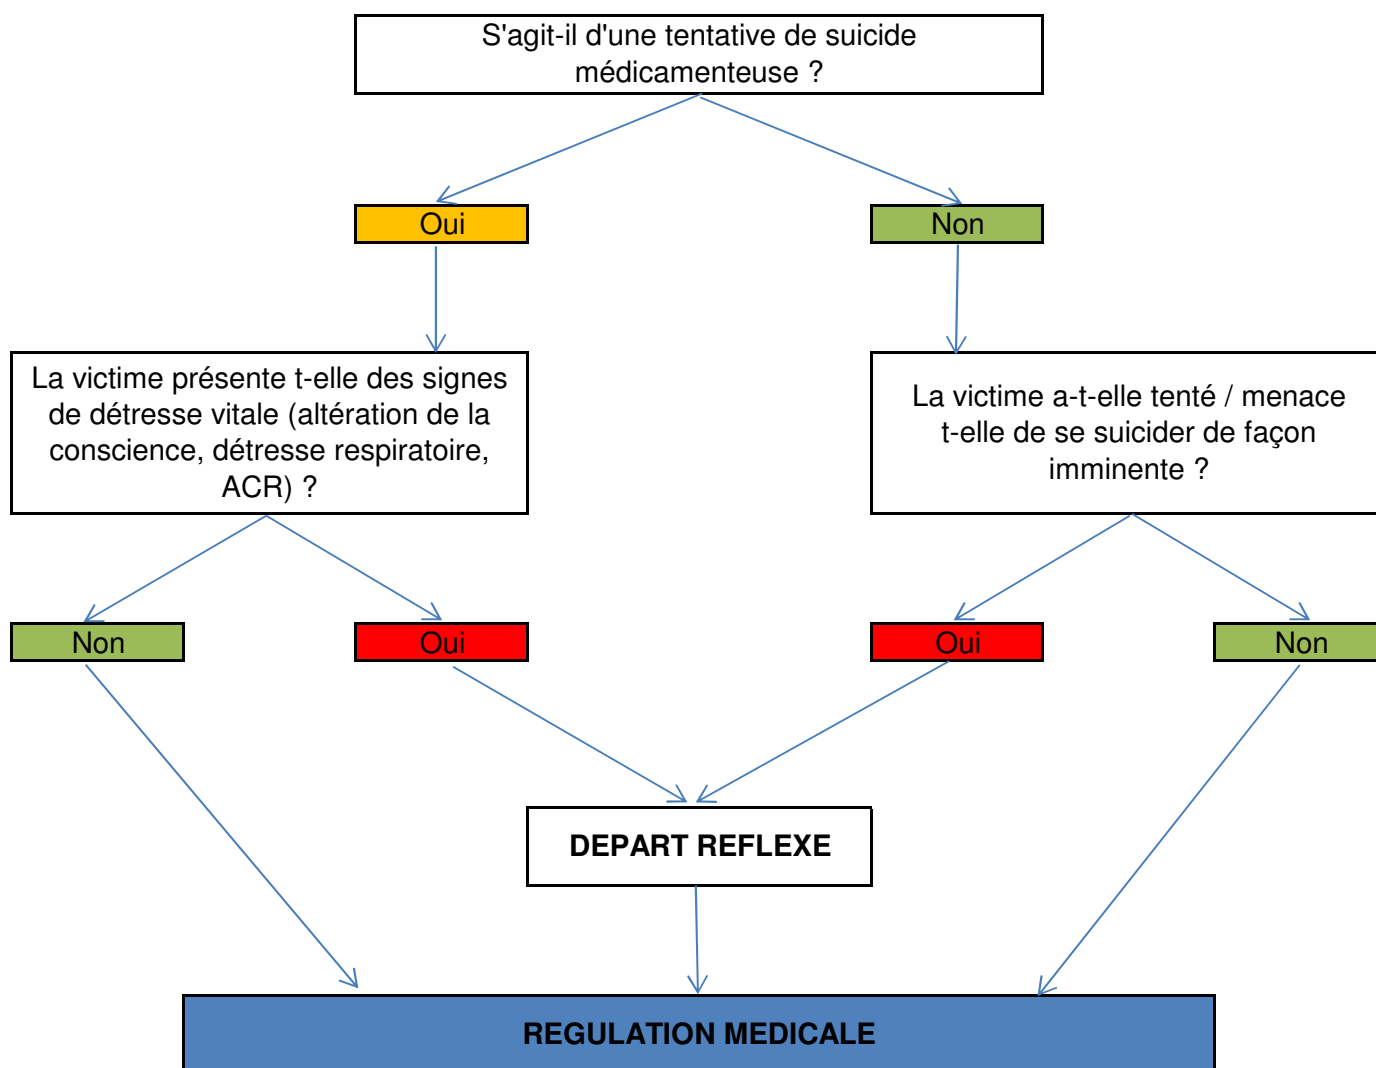 S'agit-il d'une tentative de suicide
médicamenteuse ?
Oui
Non
La victime présente t-elle des signes
de détresse vitale (altération de la
conscience, détresse respiratoire,
ACR) ?
La victime a-t-elle tenté / menace
t-elle de se suicider de façon
imminente ?
Non
Oui
Oui
Non
DEPART REFLEXE
REGULATION MEDICALE